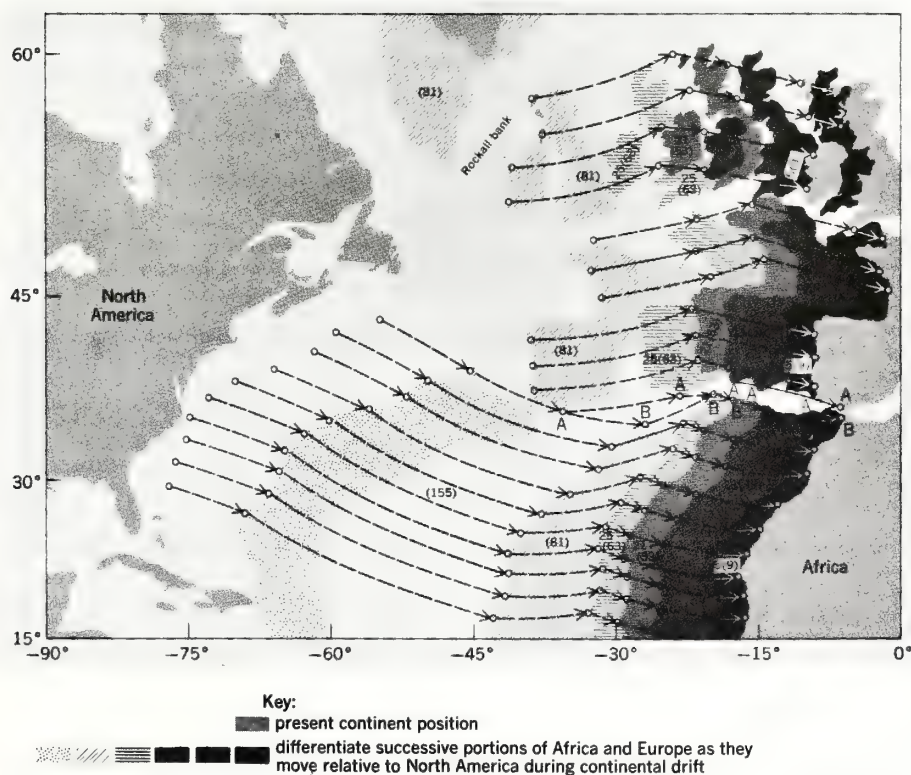 60°
(81)
Rockall bank
(81)
25
(63)
45°
North
America
(81)
A
A
A
A
A
B
B
B
30°
(155)
(81)
(63)
(9)
Africa
15°
−90°
−75°
−60°
−45°
−30°
−15°
0°
Key:
present continent position
differentiate successive portions of Africa and Europe as they
move relative to North America during continental drift